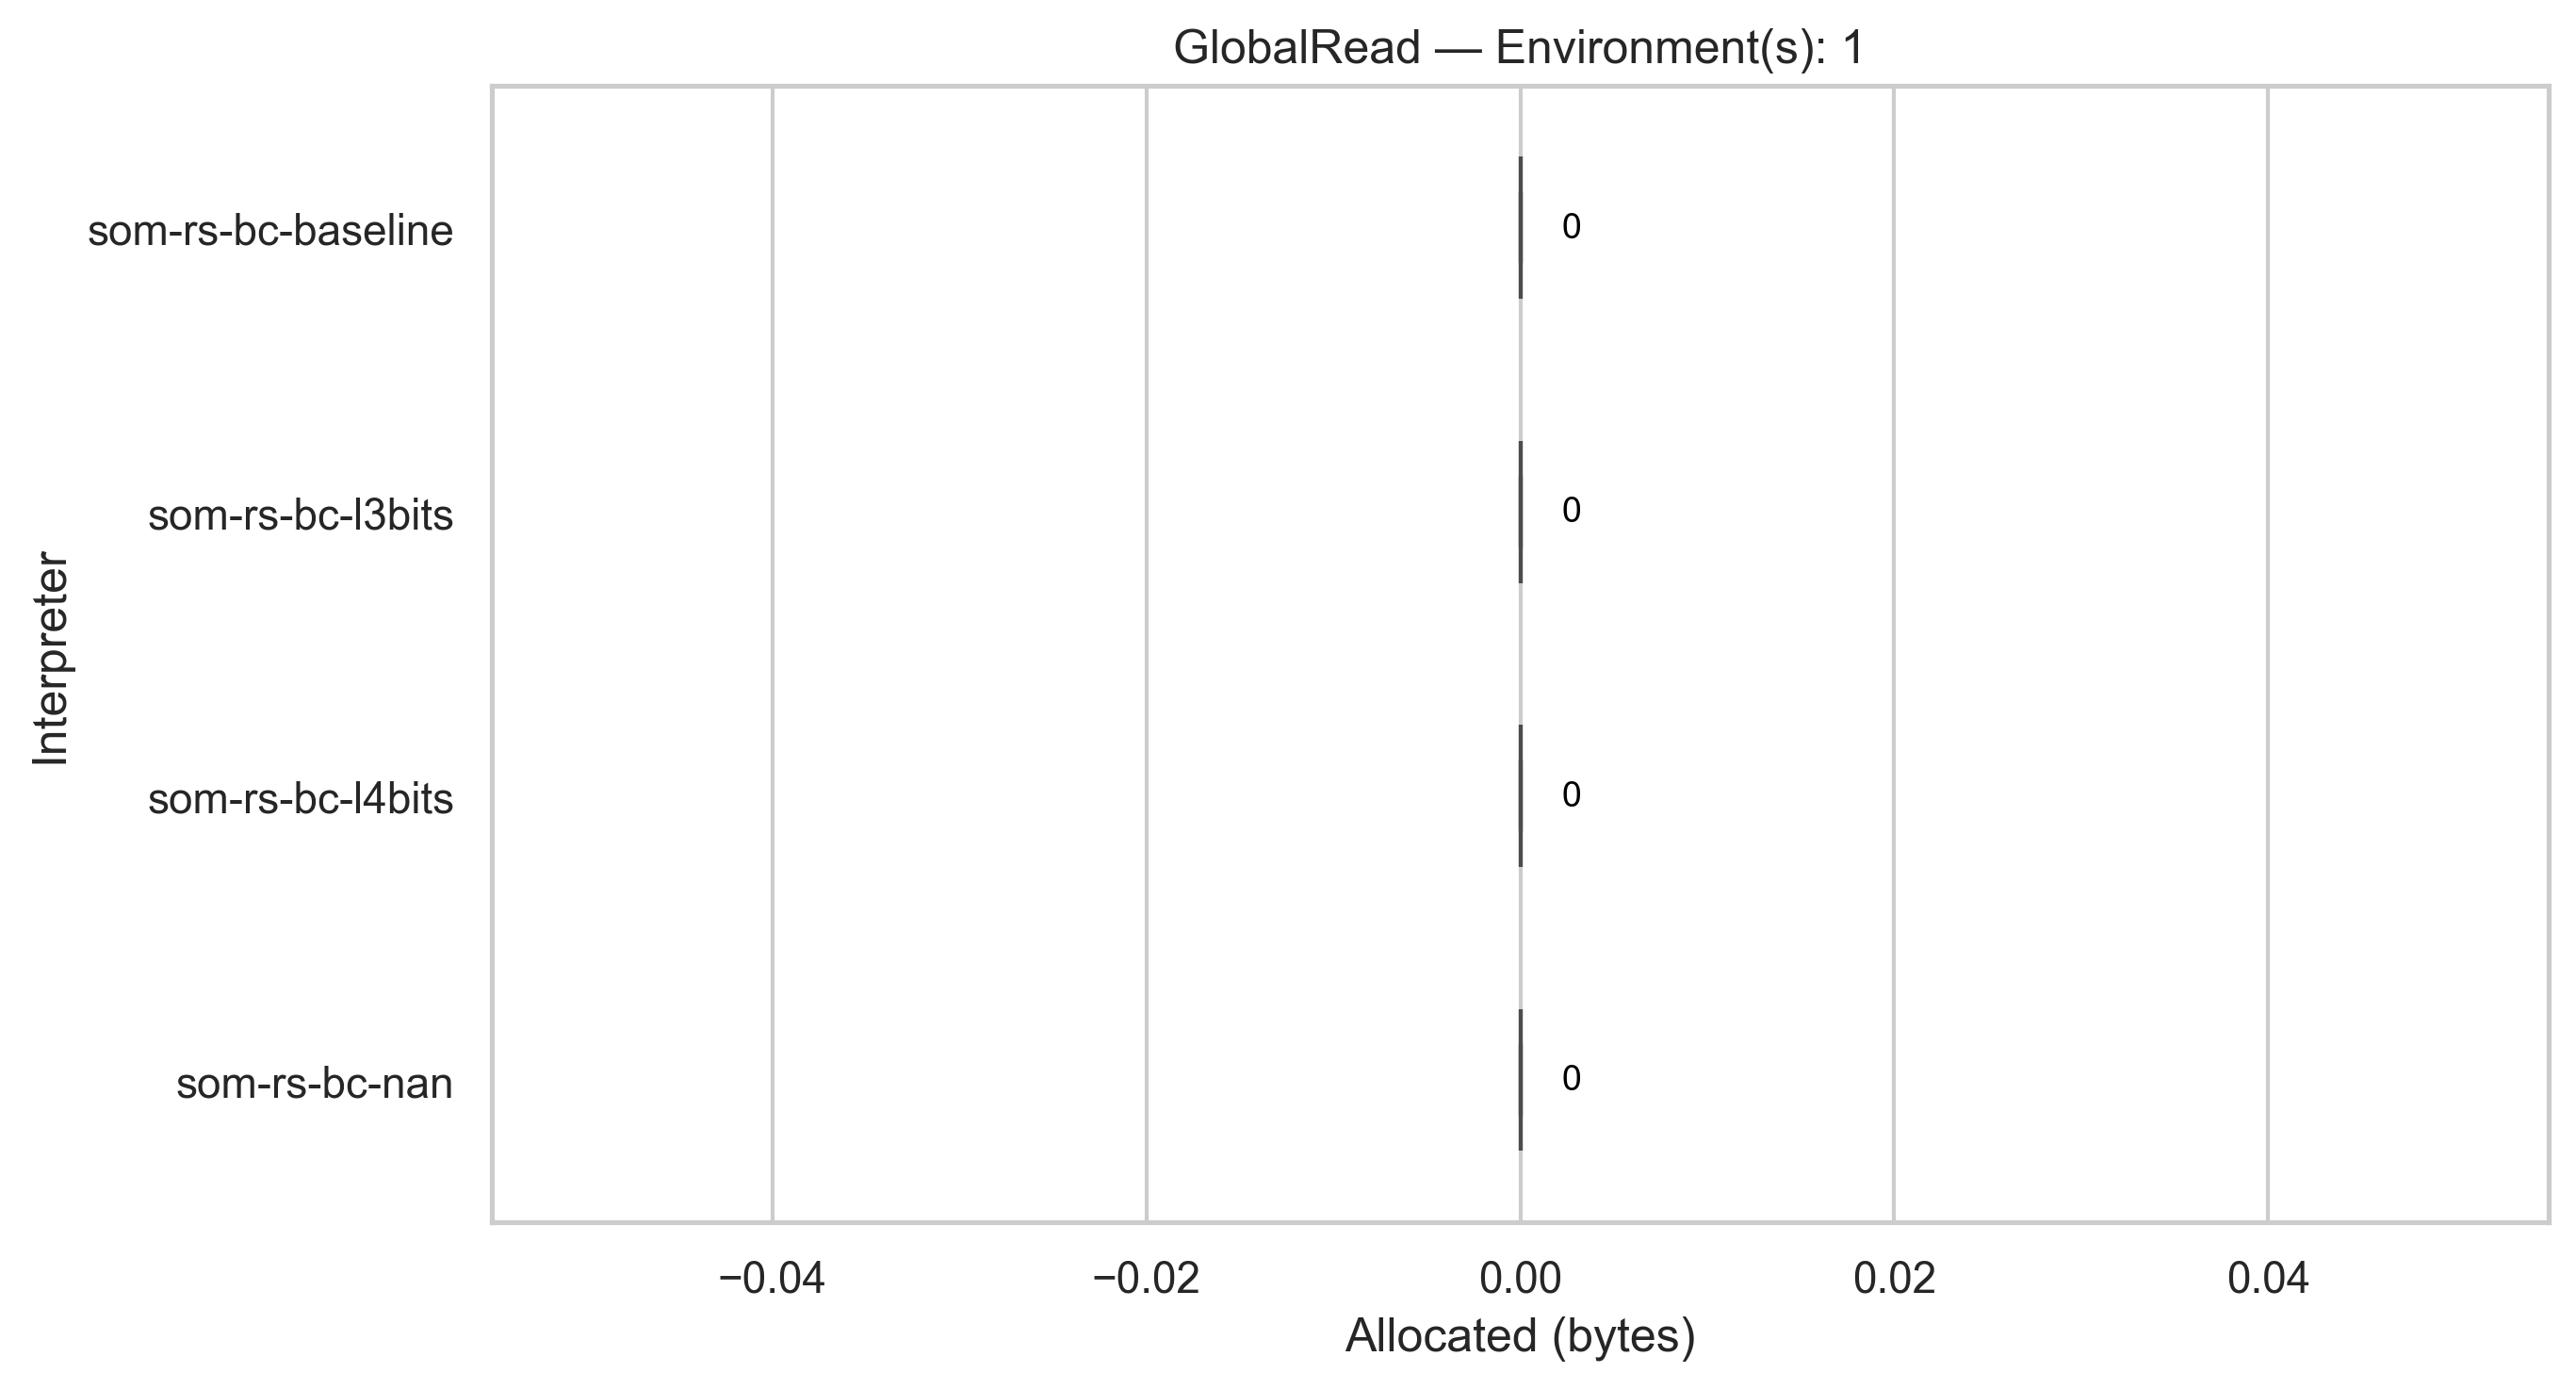 GlobalRead — Environment(s): 1
som-rs-bc-baseline
0
som-rs-bc-l3bits
0
som-rs-bc-l4bits
0
som-rs-bc-nan
0
Interpreter
−0.04
−0.02
0.00
0.02
0.04
Allocated (bytes)